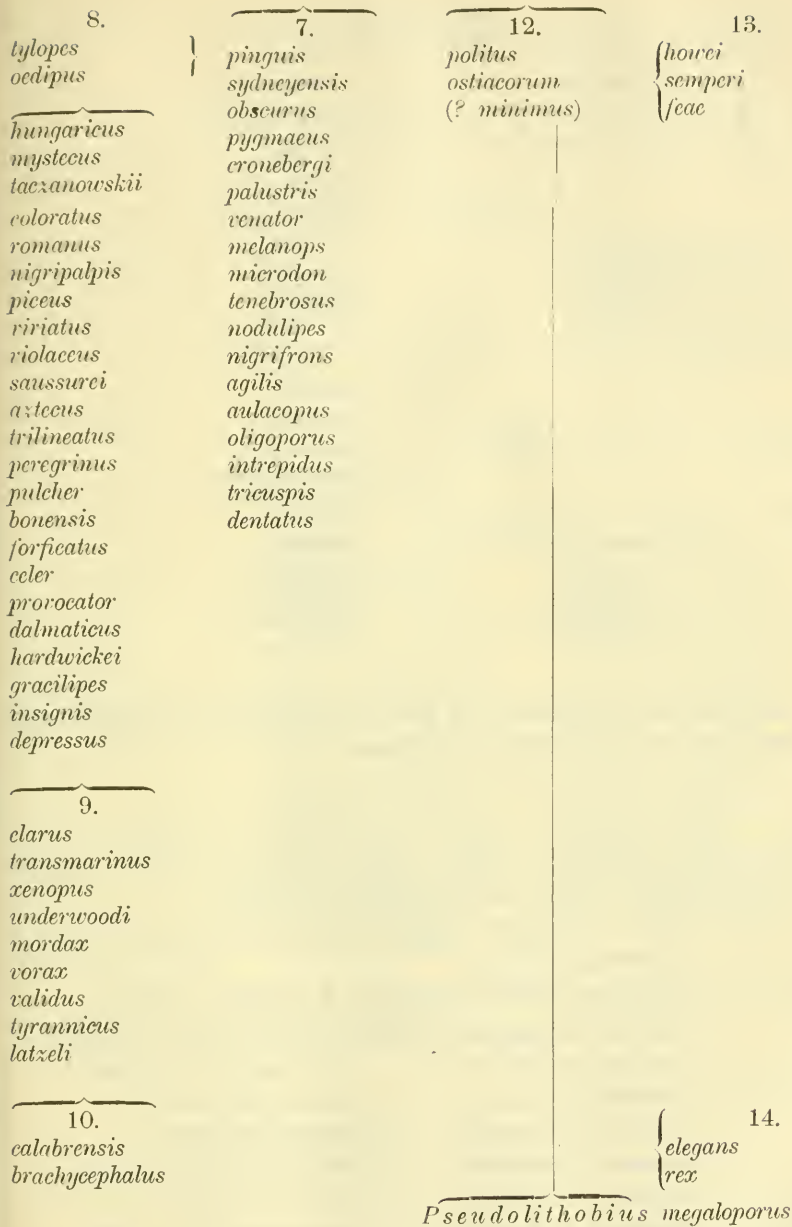 8.
tylopes
oedipus
hungaricus
mystecus
taczanowskii
coloratus
romanus
nigripalpis
piceus
viriatus
violaceus
saussurei
aztecus
trilineatus
peregrinus
pulcher
bonensis
forficatus
celer
provocator
dalmaticus
hardwickei
gracilipes
insignis
depressus
9.
clarus
transmarinus
xenopus
underwoodi
mordax
vorax
validus
tyrannicus
latzeli
10.
calabrensis
brachycephalus
7.
pinguis
sydneyensis
obscurus
pygmaeus
cronebergi
palustris
venator
melanops
microdon
tenebrosus
nodulipes
nigrifrons
agilis
aulacopus
oligoporus
intrepidus
tricuspis
dentatus
12.
politus
ostiacorum
(? minimus)
13.
howei
semperi
feae
14.
elegans
rex
Pseudolithobius megaloporus